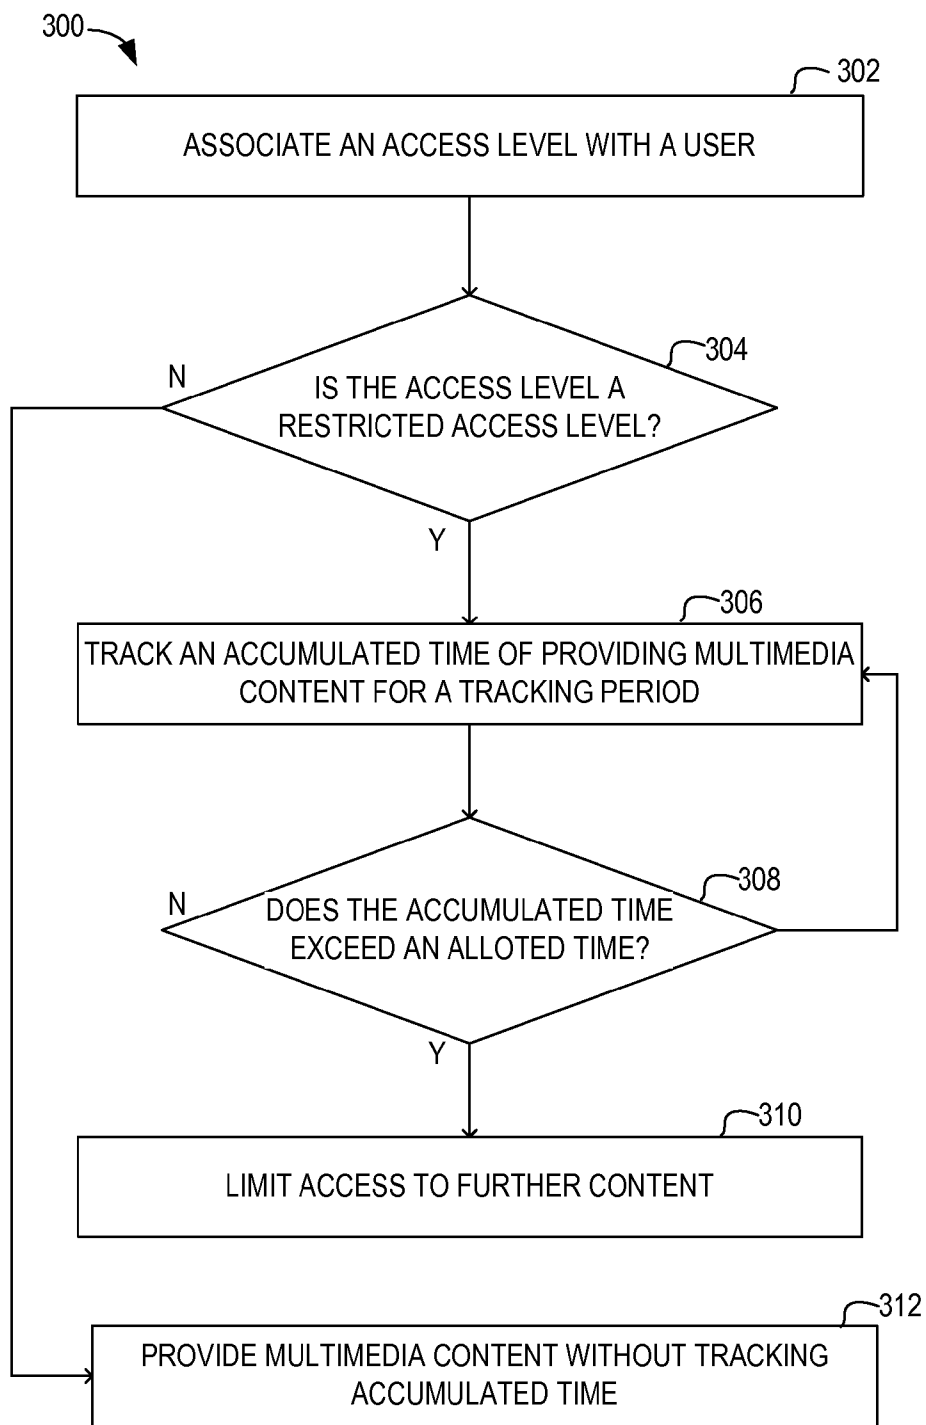 300
302
ASSOCIATE AN ACCESS LEVEL WITH A USER
304
N
IS THE ACCESS LEVEL A
RESTRICTED ACCESS LEVEL?
Y
306
TRACK AN ACCUMULATED TIME OF PROVIDING MULTIMEDIA
CONTENT FOR A TRACKING PERIOD
308
N
DOES THE ACCUMULATED TIME
EXCEED AN ALLOTED TIME?
Y
310
LIMIT ACCESS TO FURTHER CONTENT
312
PROVIDE MULTIMEDIA CONTENT WITHOUT TRACKING
ACCUMULATED TIME